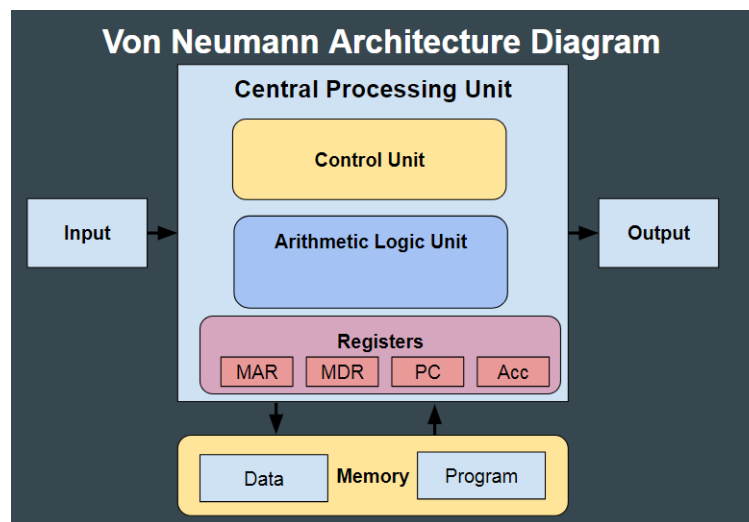 Von Neumann Architecture Diagram
Central Processing Unit
Control Unit
Input
Arithmetic Logic Unit
Output
Registers
MAR MDR PC Acc
Data Memory Program